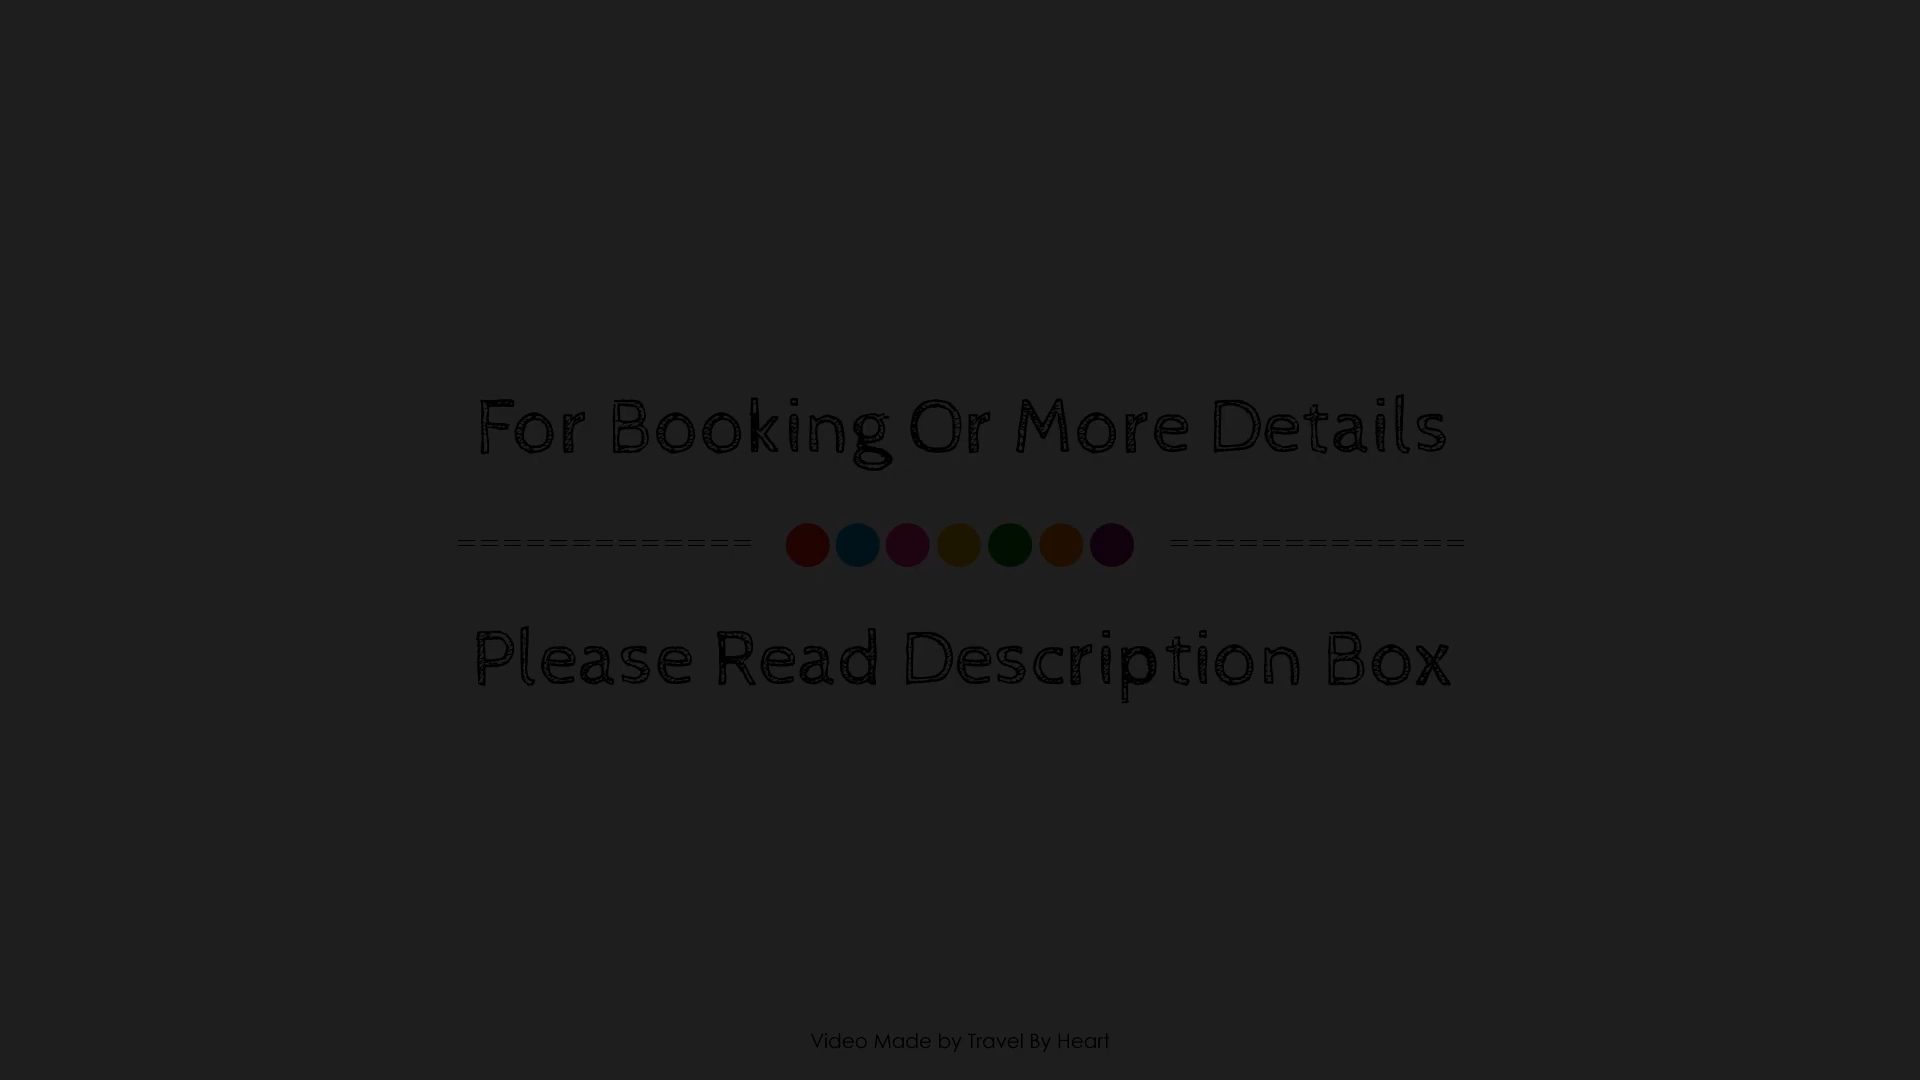 For Booking Or More Details
============= =============
Please Read Description Box
Video Made by Travel By Heart